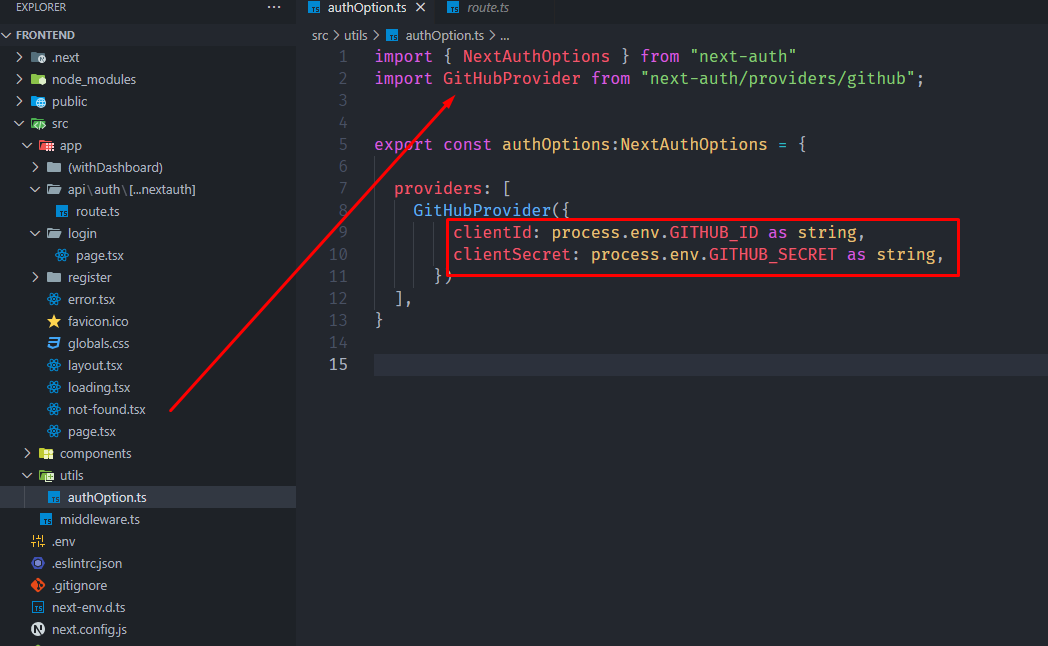 EXPLORER ...
FRONTEND
.next
node_modules
public
src
app
(withDashboard)
api\auth\[...nextauth]
route.ts
login
page.tsx
register
error.tsx
favicon.ico
globals.css
layout.tsx
loading.tsx
not-found.tsx
page.tsx
components
utils
authOption.ts
middleware.ts
.env
.eslintrc.json
.gitignore
next-env.d.ts
next.config.js
TS authOption.ts × TS route.ts
src > utils > TS authOption.ts > ...
1 import { NextAuthOptions } from "next-auth"
2 import GitHubProvider from "next-auth/providers/github";
3
4
5 export const authOptions:NextAuthOptions = {
6
7 providers: [
8 GitHubProvider({
9 clientId: process.env.GITHUB_ID as string,
10 clientSecret: process.env.GITHUB_SECRET as string,
11 })
12 ],
13 }
14
15